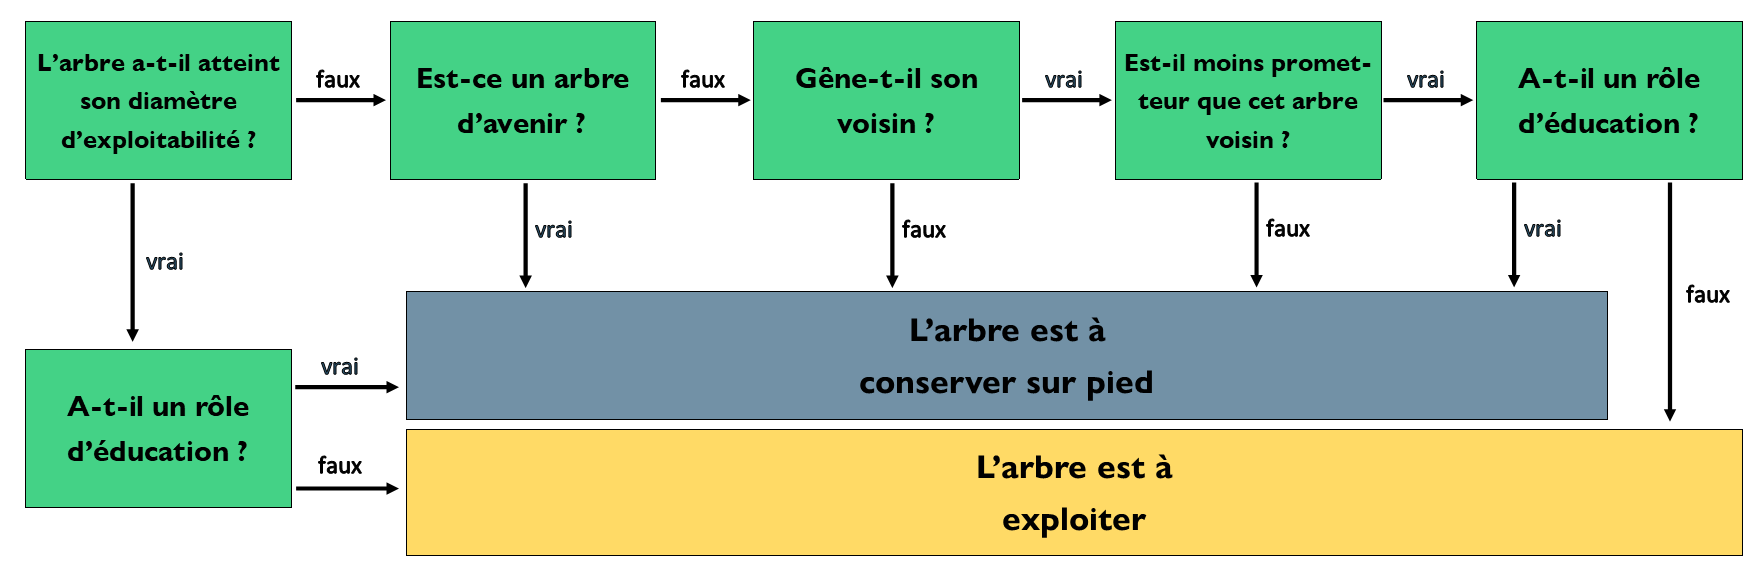 L'arbre a-t-il atteint
son diamètre
d'exploitabilité ?
faux
Est-ce un arbre
d'avenir ?
faux
Gêne-t-il son
voisin ?
vrai
Est-il moins promet-
teur que cet arbre
voisin ?
vrai
A-t-il un rôle
d'éducation ?
vrai
vrai
faux
faux
vrai
faux
A-t-il un rôle
d'éducation ?
vrai
faux
L'arbre est à
conserver sur pied
L'arbre est à
exploiter